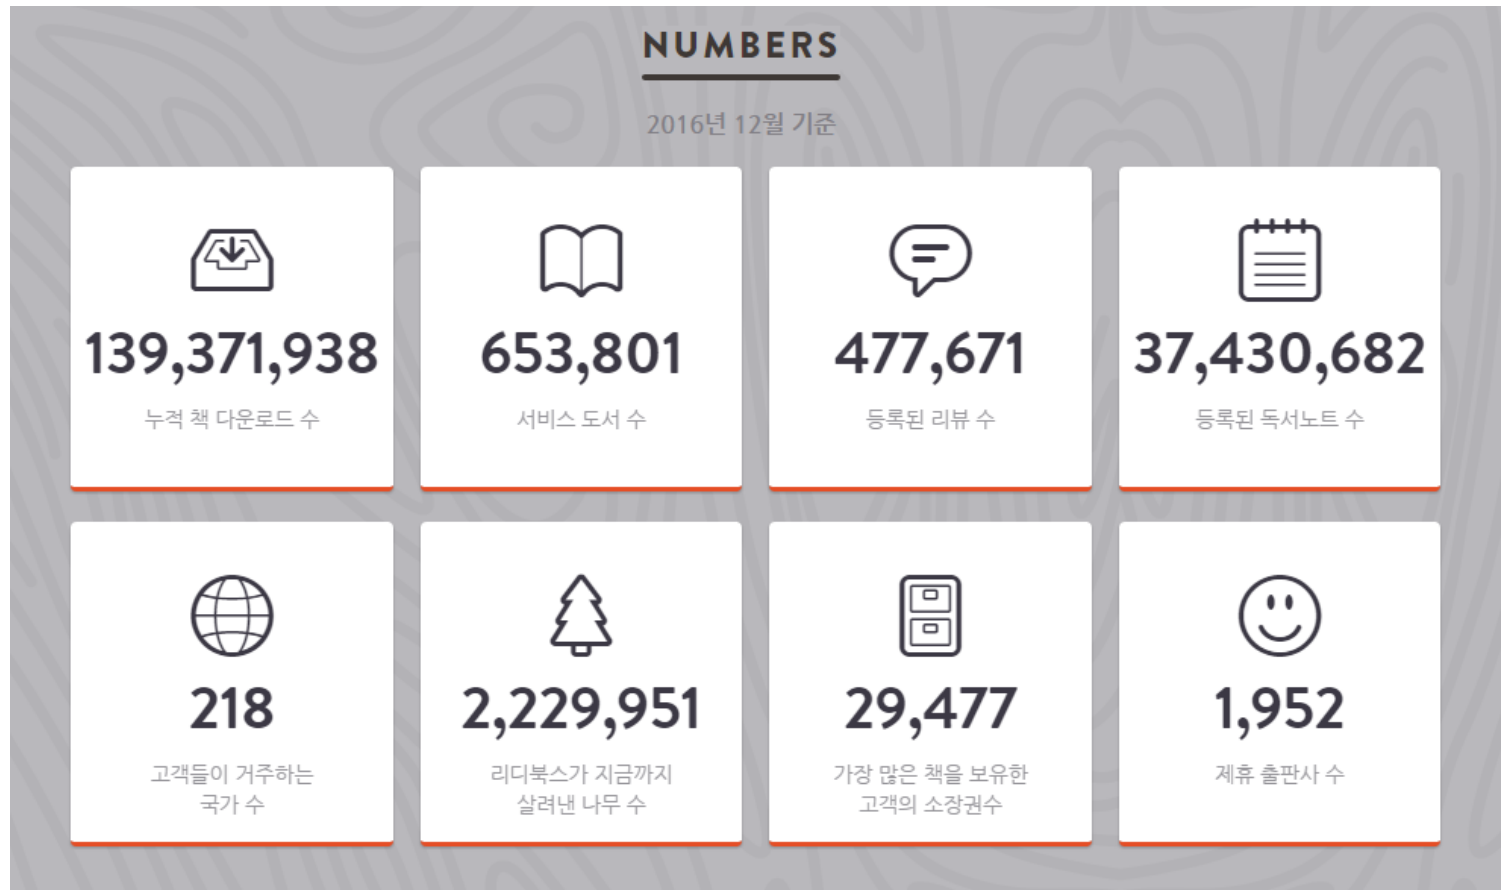 NUMBERS
2016년 12월 기준
139,371,938
누적 책 다운로드 수
653,801
서비스 도서 수
477,671
등록된 리뷰 수
37,430,682
등록된 독서노트 수
218
고객들이 거주하는
국가 수
2,229,951
리디북스가 지금까지
살려낸 나무 수
29,477
가장 많은 책을 보유한
고객의 소장권수
1,952
제휴 출판사 수